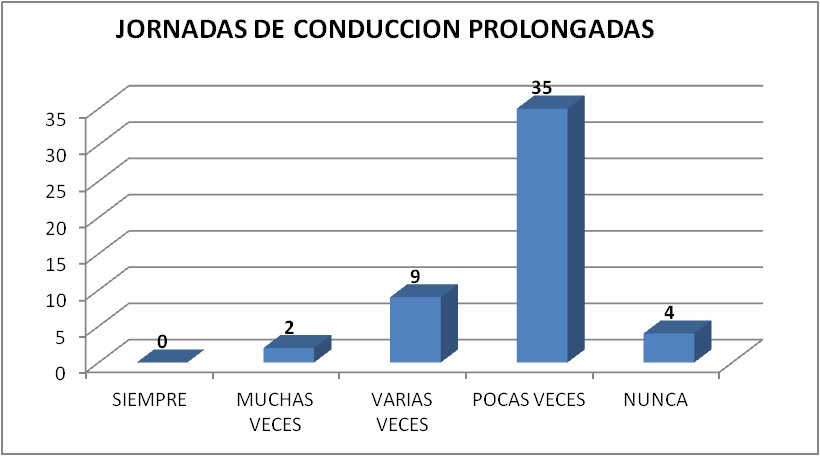 JORNADAS DE CONDUCCION PROLONGADAS
35
30
25
20
15
10
5
0
0
2
9
35
4
SIEMPRE
MUCHAS VECES
VARIAS VECES
POCAS VECES
NUNCA